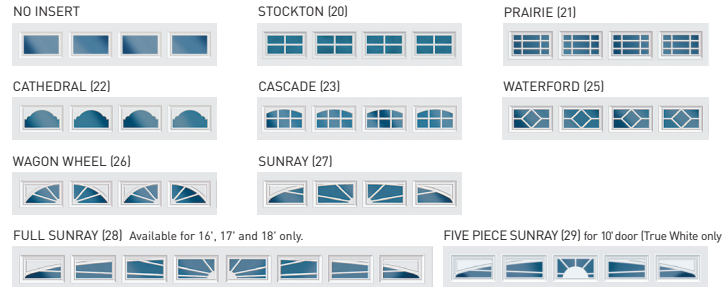 NO INSERT
STOCKTON (20)
PRAIRIE (21)
CATHEDRAL (22)
CASCADE (23)
WATERFORD (25)
WAGON WHEEL (26)
SUNRAY (27)
FULL SUNRAY (28) Available for 16', 17' and 18' only.
FIVE PIECE SUNRAY (29) for 10' door (True White only